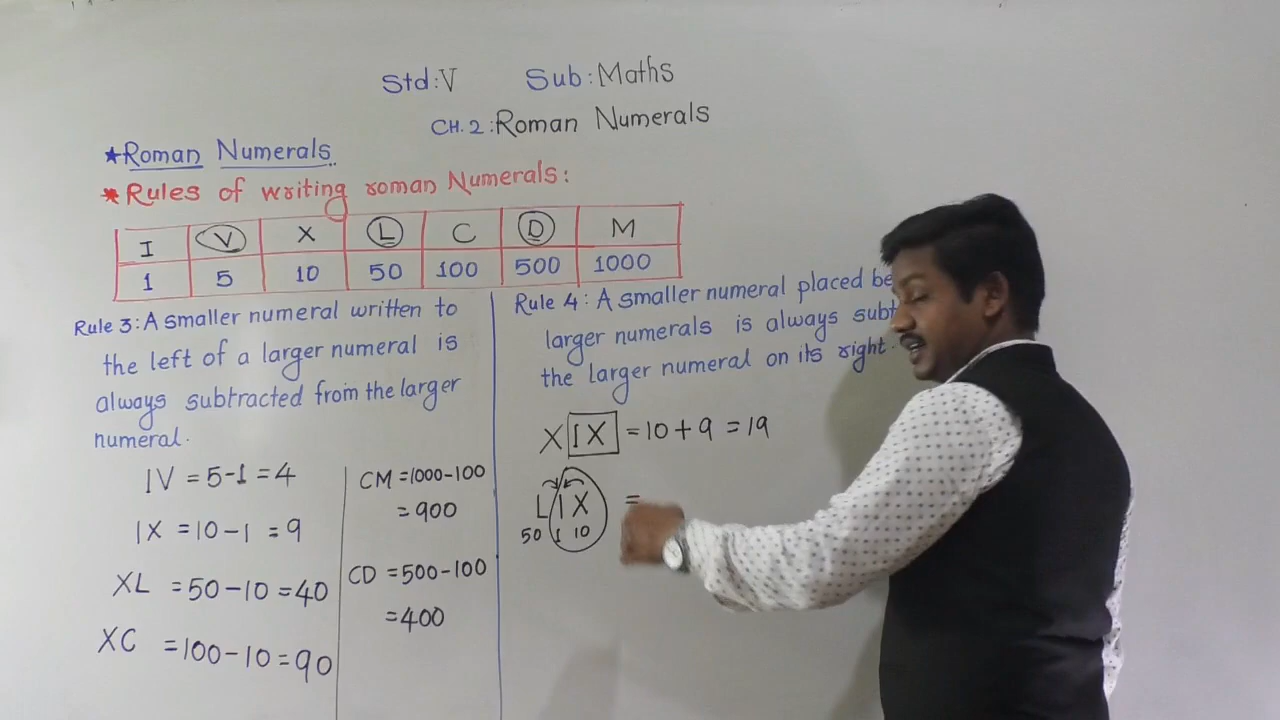 Std:V Sub:Maths
CH.2:Roman Numerals
*Roman Numerals
*Rules of writing roman Numerals:
I V X L C D M
1 5 10 50 100 500 1000
Rule 3:A smaller numeral written to
the left of a larger numeral is
always subtracted from the larger
numeral.
IV = 5-1 = 4
IX = 10-1 = 9
XL = 50-10 = 40
XC = 100-10 = 90
CM = 1000-100
= 900
CD = 500-100
= 400
Rule 4: A smaller numeral placed be
larger numerals is always subt
the larger numeral on its right.
XIX = 10 + 9 = 19
LIX =
50 1 10